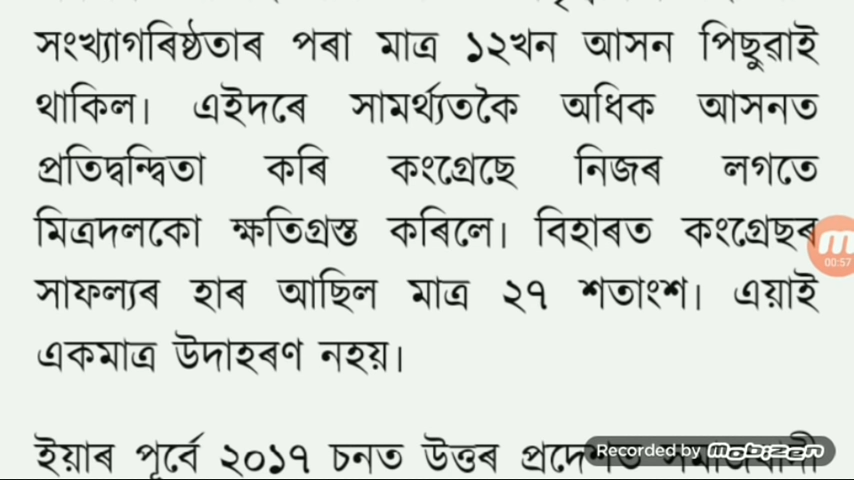 সংখ্যাগৰিষ্ঠতাৰ পৰা মাত্ৰ ১২খন আসন পিছুৱাই
থাকিল। এইদৰে সামৰ্থ্যতকৈ অধিক আসনত
প্ৰতিদ্বন্দ্বিতা কৰি কংগ্ৰেছে নিজৰ লগতে
মিত্ৰদলকো ক্ষতিগ্ৰস্ত কৰিলে। বিহাৰত কংগ্ৰেছৰ
00:57
সাফল্যৰ হাৰ আছিল মাত্ৰ ২৭ শতাংশ। এয়াই
একমাত্ৰ উদাহৰণ নহয়।
ইয়াৰ পূৰ্বে ২০১৭ চনত উত্তৰ
Recorded by Mobizen